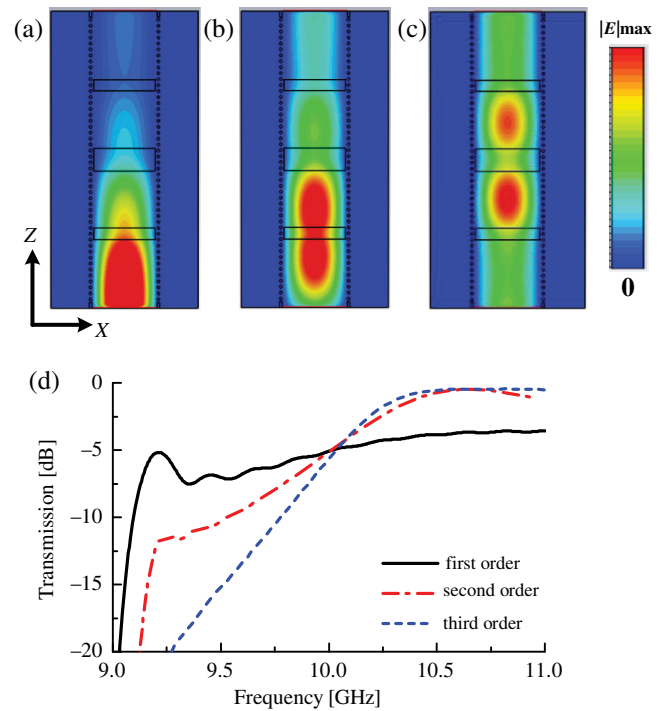 (a)
(b)
(c)
|E|max
0
Z
X
(d)
Transmission [dB]
0
−5
−10
−15
−20
first order
second order
third order
9.0 9.5 10.0 10.5 11.0
Frequency [GHz]